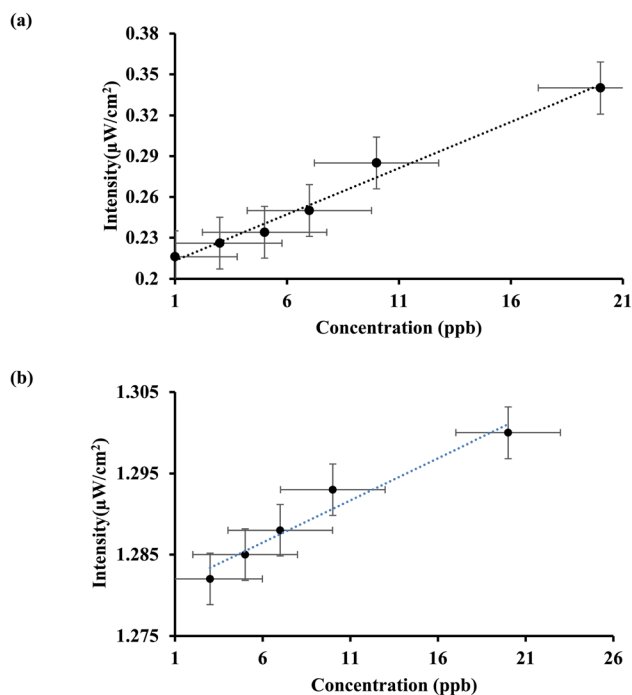 (a)
Intensity(µW/cm²)
0.38
0.35
0.32
0.29
0.26
0.23
0.2
1 6 11 16 21
Concentration (ppb)
(b)
Intensity(µW/cm²)
1.305
1.295
1.285
1.275
1 6 11 16 21 26
Concentration (ppb)